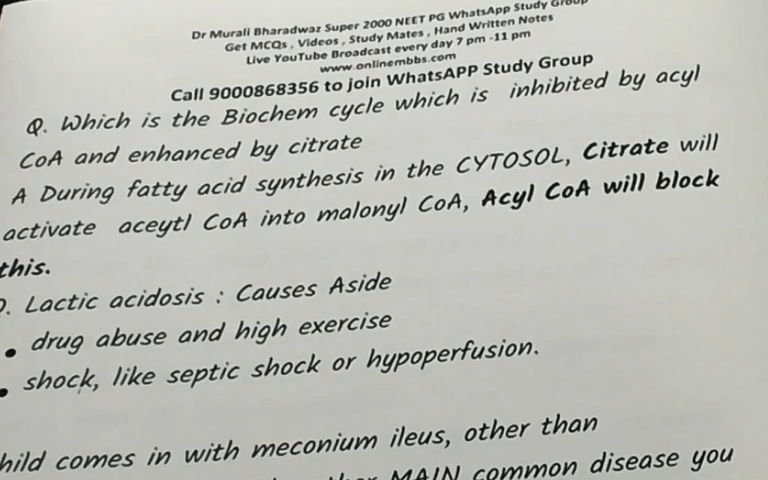 Dr Murali Bharadwaz Super 2000 NEET PG WhatsApp Study Group
Get MCQs , Videos , Study Mates , Hand Written Notes
Live YouTube Broadcast every day 7 pm -11 pm
www.onlinembbs.com
Call 9000868356 to join WhatsAPP Study Group
Q. Which is the Biochem cycle which is inhibited by acyl
CoA and enhanced by citrate
A During fatty acid synthesis in the CYTOSOL, Citrate will
activate aceytl CoA into malonyl CoA, Acyl CoA will block
this.
. Lactic acidosis : Causes Aside
• drug abuse and high exercise
• shock, like septic shock or hypoperfusion.
hild comes in with meconium ileus, other than
MAIN common disease you